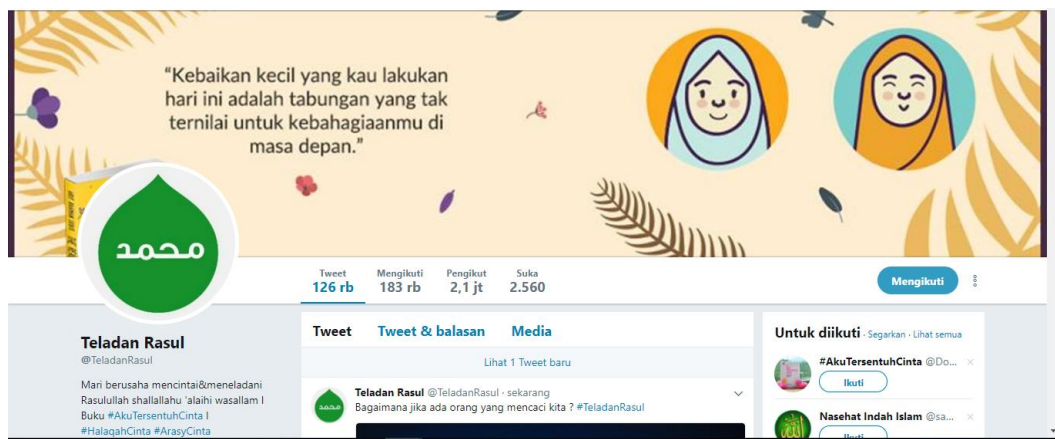 “Kebaikan kecil yang kau lakukan
hari ini adalah tabungan yang tak
ternilai untuk kebahagiaanmu di
masa depan.”
محمد
Tweet Mengikuti Pengikut Suka
126 rb 183 rb 2,1 jt 2.560
Mengikuti
Teladan Rasul
@TeladanRasul
Mari berusaha mencintai&meneladani
Rasulullah shallallahu 'alaihi wasallam l
Buku #AkuTersentuhCinta l
#HalaqahCinta #ArasyCinta
Tweet Tweet & balasan Media
Lihat 1 Tweet baru
محمد
Teladan Rasul @TeladanRasul · sekarang
Bagaimana jika ada orang yang mencaci kita ? #TeladanRasul
Untuk diikuti · Segarkan · Lihat semua
#AkuTersentuhCinta @Do...
Ikuti
Nasehat Indah Islam @sa...
الله
Ikuti